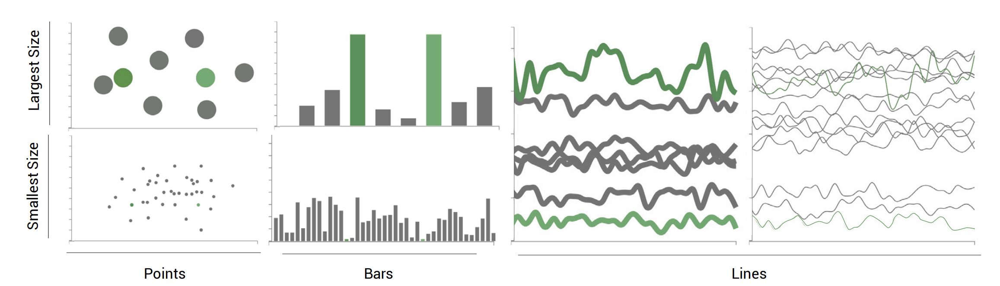 Largest Size
Smallest Size
Points
Bars
Lines